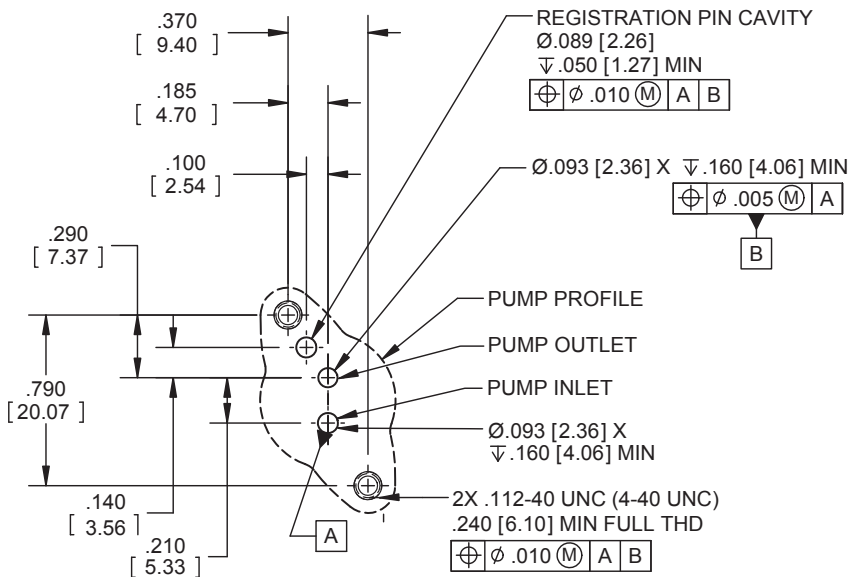 .370
[ 9.40 ]
.185
[ 4.70 ]
.100
[ 2.54 ]
.290
[ 7.37 ]
.790
[20.07]
.140
[ 3.56 ]
.210
[ 5.33 ]
REGISTRATION PIN CAVITY
Ø.089 [2.26]
↧.050 [1.27] MIN
⌖ ⌀ .010 Ⓜ A B
Ø.093 [2.36] X ↧.160 [4.06] MIN
⌖ ⌀ .005 Ⓜ A
B
PUMP PROFILE
PUMP OUTLET
PUMP INLET
Ø.093 [2.36] X
↧.160 [4.06] MIN
2X .112-40 UNC (4-40 UNC)
.240 [6.10] MIN FULL THD
⌖ ⌀ .010 Ⓜ A B
A